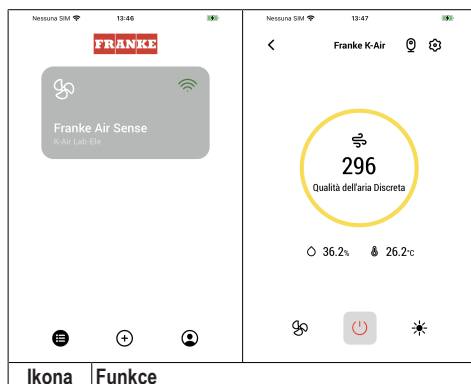 Nessuna SIM 13:46
FRANKE
Franke Air Sense
K-Air Lab-Ele
Nessuna SIM 13:47
Franke K-Air
296
Qualità dell'aria Discreta
36.2% 26.2°C
Ikona Funkce